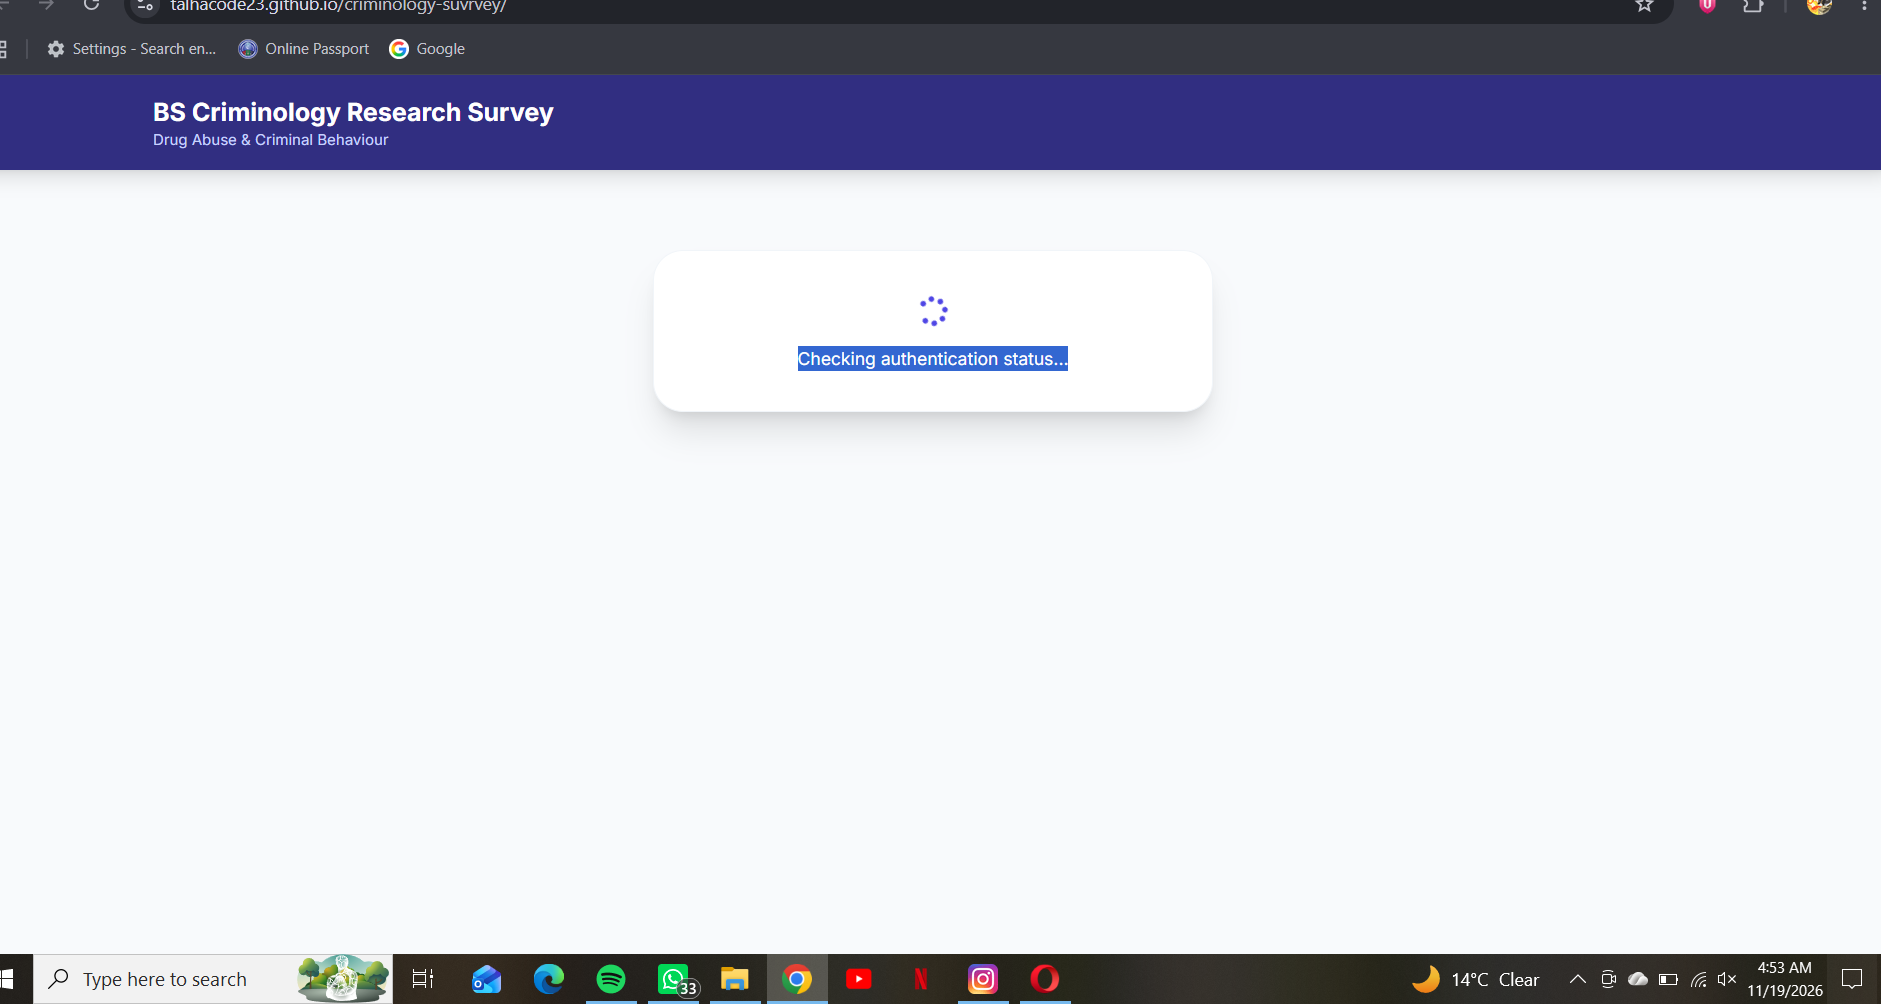 talhacode23.github.io/criminology-suvrvey/
Settings - Search en...
Online Passport
Google
BS Criminology Research Survey
Drug Abuse & Criminal Behaviour
Checking authentication status...
Type here to search
33
14°C Clear
4:53 AM
11/19/2026